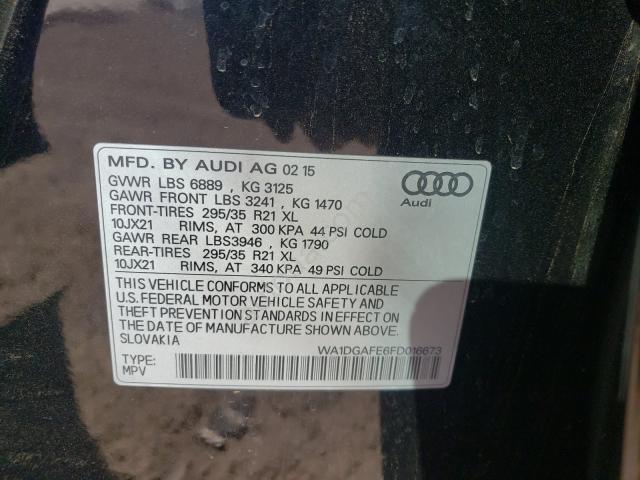 MFD. BY AUDI AG 02 15
GVWR LBS 6889 , KG 3125
GAWR FRONT LBS 3241 , KG 1470
FRONT-TIRES 295/35 R21 XL
10JX21 RIMS, AT 300 KPA 44 PSI COLD
GAWR REAR LBS3946 , KG 1790
REAR-TIRES 295/35 R21 XL
10JX21 RIMS, AT 340 KPA 49 PSI COLD
Audi
THIS VEHICLE CONFORMS TO ALL APPLICABLE
U.S. FEDERAL MOTOR VEHICLE SAFETY AND
THEFT PREVENTION STANDARDS IN EFFECT ON
THE DATE OF MANUFACTURE SHOWN ABOVE.
SLOVAKIA
WA1DGAFE6FD016673
TYPE:
MPV